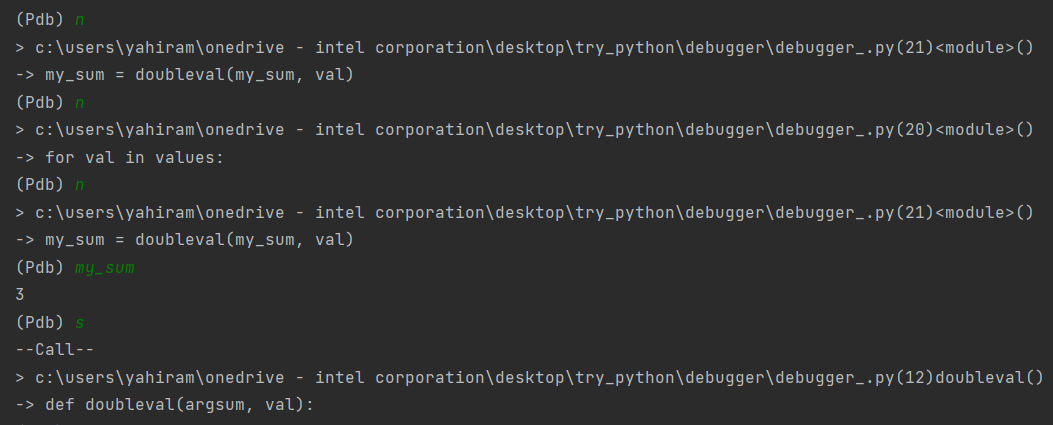 (Pdb) n
> c:\users\yahiram\onedrive - intel corporation\desktop\try_python\debugger\debugger_.py(21)<module>()
-> my_sum = doubleval(my_sum, val)
(Pdb) n
> c:\users\yahiram\onedrive - intel corporation\desktop\try_python\debugger\debugger_.py(20)<module>()
-> for val in values:
(Pdb) n
> c:\users\yahiram\onedrive - intel corporation\desktop\try_python\debugger\debugger_.py(21)<module>()
-> my_sum = doubleval(my_sum, val)
(Pdb) my_sum
3
(Pdb) s
--Call--
> c:\users\yahiram\onedrive - intel corporation\desktop\try_python\debugger\debugger_.py(12)doubleval()
-> def doubleval(argsum, val):